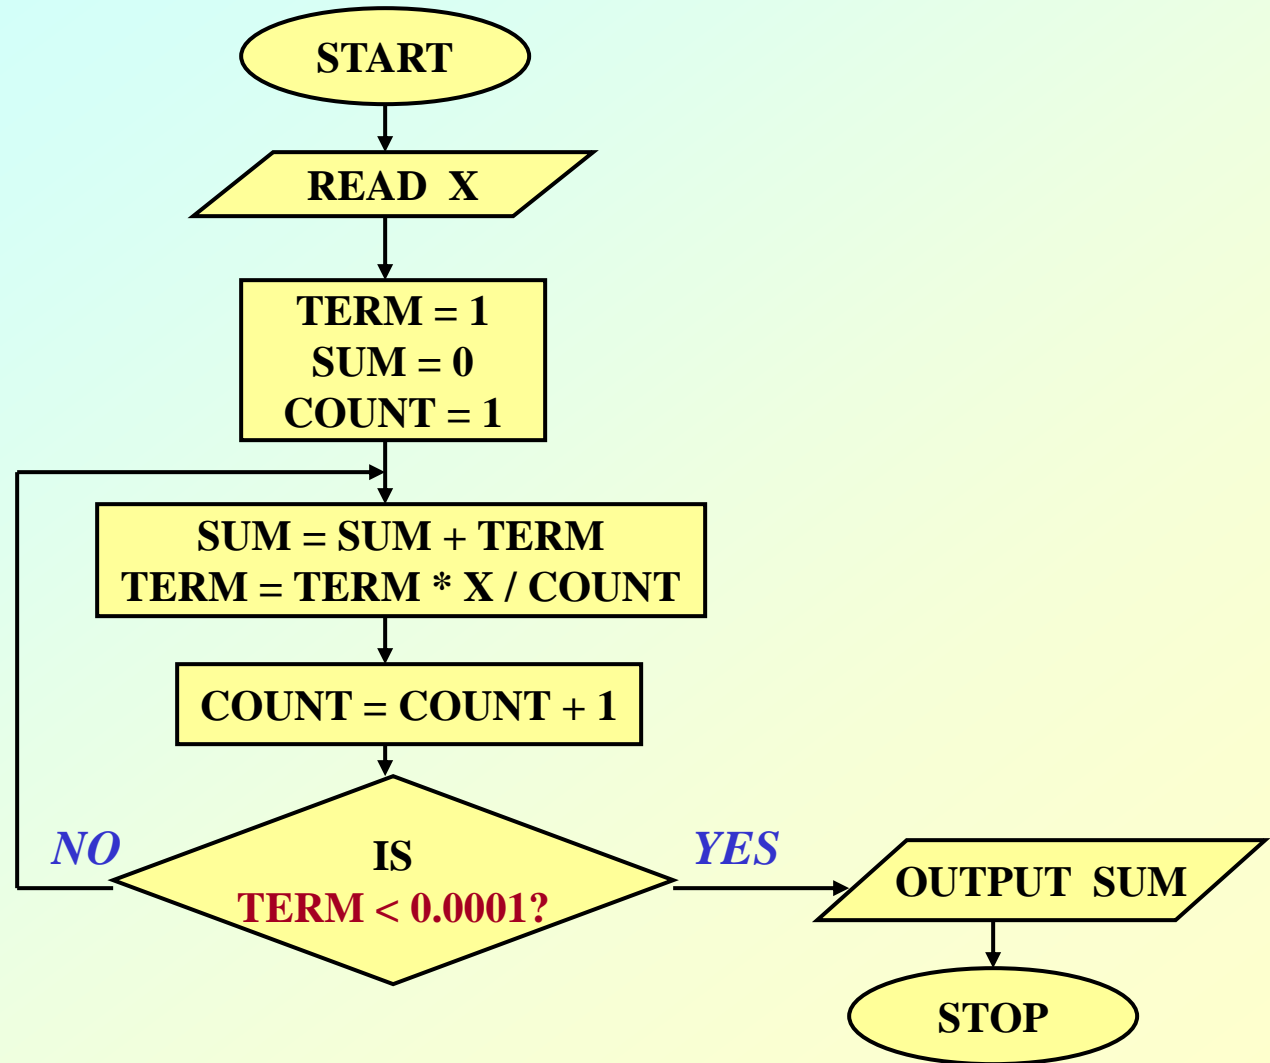 START
READ X
TERM = 1
SUM = 0
COUNT = 1
SUM = SUM + TERM
TERM = TERM * X / COUNT
COUNT = COUNT + 1
IS
TERM < 0.0001?
NO
YES
OUTPUT SUM
STOP